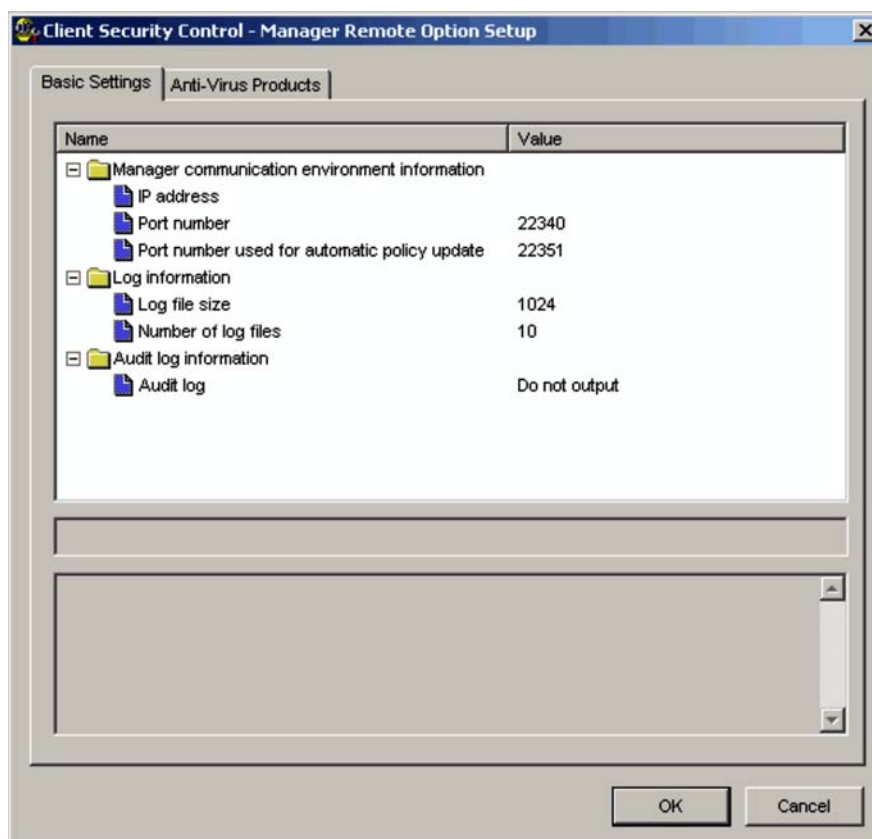 Client Security Control - Manager Remote Option Setup
Basic Settings
Anti-Virus Products
Name Value
Manager communication environment information
IP address
Port number 22340
Port number used for automatic policy update 22351
Log information
Log file size 1024
Number of log files 10
Audit log information
Audit log Do not output
OK Cancel